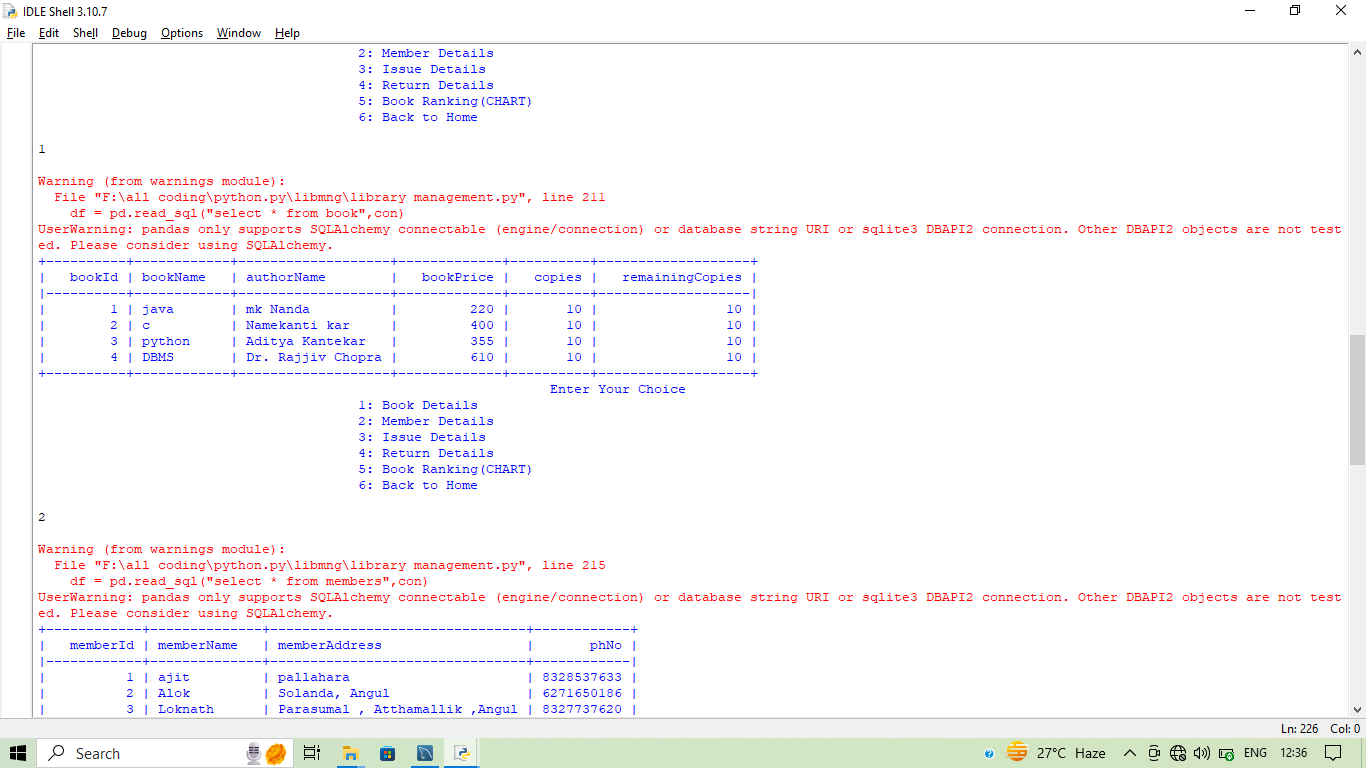 IDLE Shell 3.10.7
File Edit Shell Debug Options Window Help
2: Member Details
3: Issue Details
4: Return Details
5: Book Ranking(CHART)
6: Back to Home
1
Warning (from warnings module):
File "F:\all coding\python.py\libmng\library management.py", line 211
df = pd.read_sql("select * from book",con)
UserWarning: pandas only supports SQLAlchemy connectable (engine/connection) or database string URI or sqlite3 DBAPI2 connection. Other DBAPI2 objects are not test
ed. Please consider using SQLAlchemy.
+----------+------------+-------------------+-------------+----------+-------------------+
| bookId | bookName | authorName | bookPrice | copies | remainingCopies |
|----------+------------+-------------------+-------------+----------+-------------------|
| 1 | java | mk Nanda | 220 | 10 | 10 |
| 2 | c | Namekanti kar | 400 | 10 | 10 |
| 3 | python | Aditya Kantekar | 355 | 10 | 10 |
| 4 | DBMS | Dr. Rajjiv Chopra | 610 | 10 | 10 |
+----------+------------+-------------------+-------------+----------+-------------------+
Enter Your Choice
1: Book Details
2: Member Details
3: Issue Details
4: Return Details
5: Book Ranking(CHART)
6: Back to Home
2
Warning (from warnings module):
File "F:\all coding\python.py\libmng\library management.py", line 215
df = pd.read_sql("select * from members",con)
UserWarning: pandas only supports SQLAlchemy connectable (engine/connection) or database string URI or sqlite3 DBAPI2 connection. Other DBAPI2 objects are not test
ed. Please consider using SQLAlchemy.
+------------+--------------+--------------------------------+------------+
| memberId | memberName | memberAddress | phNo |
|------------+--------------+--------------------------------+------------|
| 1 | ajit | pallahara | 8328537633 |
| 2 | Alok | Solanda, Angul | 6271650186 |
| 3 | Loknath | Parasumal , Atthamallik ,Angul | 8327737620 |
Ln: 226 Col: 0
Search 27°C Haze ENG 12:36